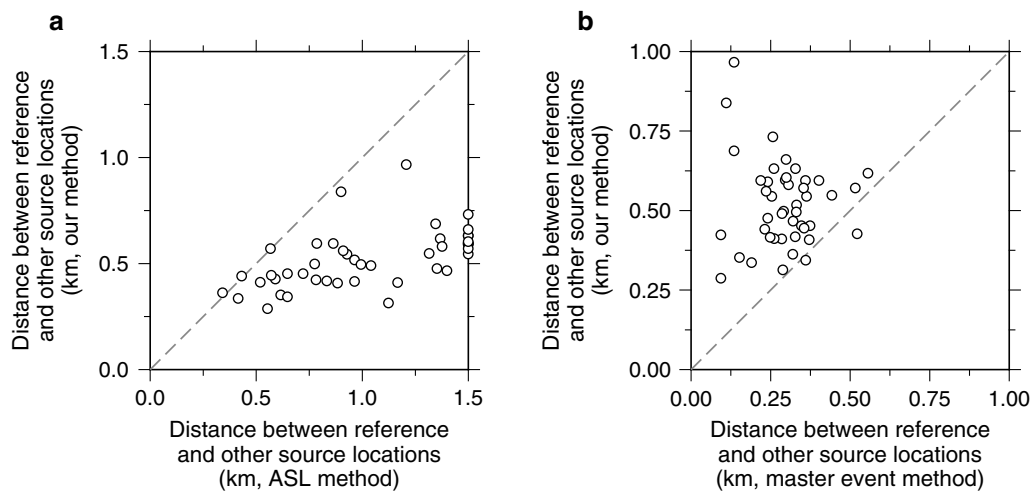 a
Distance between reference
and other source locations
(km, our method)
1.5
1.0
0.5
0.0
0.0 0.5 1.0 1.5
Distance between reference
and other source locations
(km, ASL method)
b
Distance between reference
and other source locations
(km, our method)
1.00
0.75
0.50
0.25
0.00
0.00 0.25 0.50 0.75 1.00
Distance between reference
and other source locations
(km, master event method)